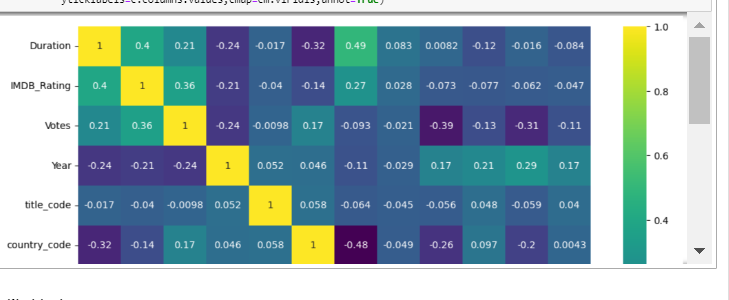 yticklabels=c.columns.values,cmap=cm.viridis,annot=True)
Duration 1 0.4 0.21 -0.24 -0.017 -0.32 0.49 0.083 0.0082 -0.12 -0.016 -0.084
IMDB_Rating 0.4 1 0.36 -0.21 -0.04 -0.14 0.27 0.028 -0.073 -0.077 -0.062 -0.047
Votes 0.21 0.36 1 -0.24 -0.0098 0.17 -0.093 -0.021 -0.39 -0.13 -0.31 -0.11
Year -0.24 -0.21 -0.24 1 0.052 0.046 -0.11 -0.029 0.17 0.21 0.29 0.17
title_code -0.017 -0.04 -0.0098 0.052 1 0.058 -0.064 -0.045 -0.056 0.048 -0.059 0.04
country_code -0.32 -0.14 0.17 0.046 0.058 1 -0.48 -0.049 -0.26 0.097 -0.2 0.0043
1.0
0.8
0.6
0.4